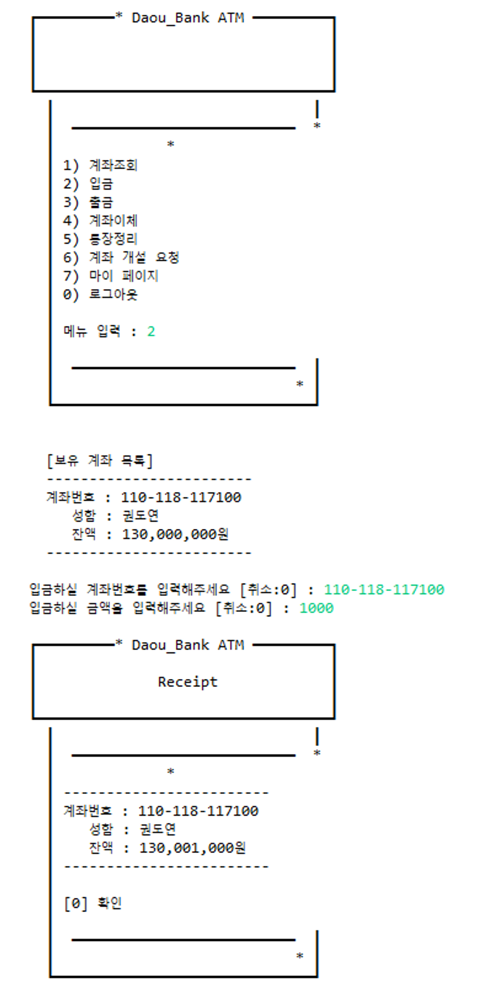 * Daou_Bank ATM
*
*
1) 계좌조회
2) 입금
3) 출금
4) 계좌이체
5) 통장정리
6) 계좌 개설 요청
7) 마이 페이지
0) 로그아웃
메뉴 입력 : 2
*
[보유 계좌 목록]
------------------------
계좌번호 : 110-118-117100
성함 : 권도연
잔액 : 130,000,000원
------------------------
입금하실 계좌번호를 입력해주세요 [취소:0] : 110-118-117100
입금하실 금액을 입력해주세요 [취소:0] : 1000
* Daou_Bank ATM
Receipt
*
*
------------------------
계좌번호 : 110-118-117100
성함 : 권도연
잔액 : 130,001,000원
------------------------
[0] 확인
*